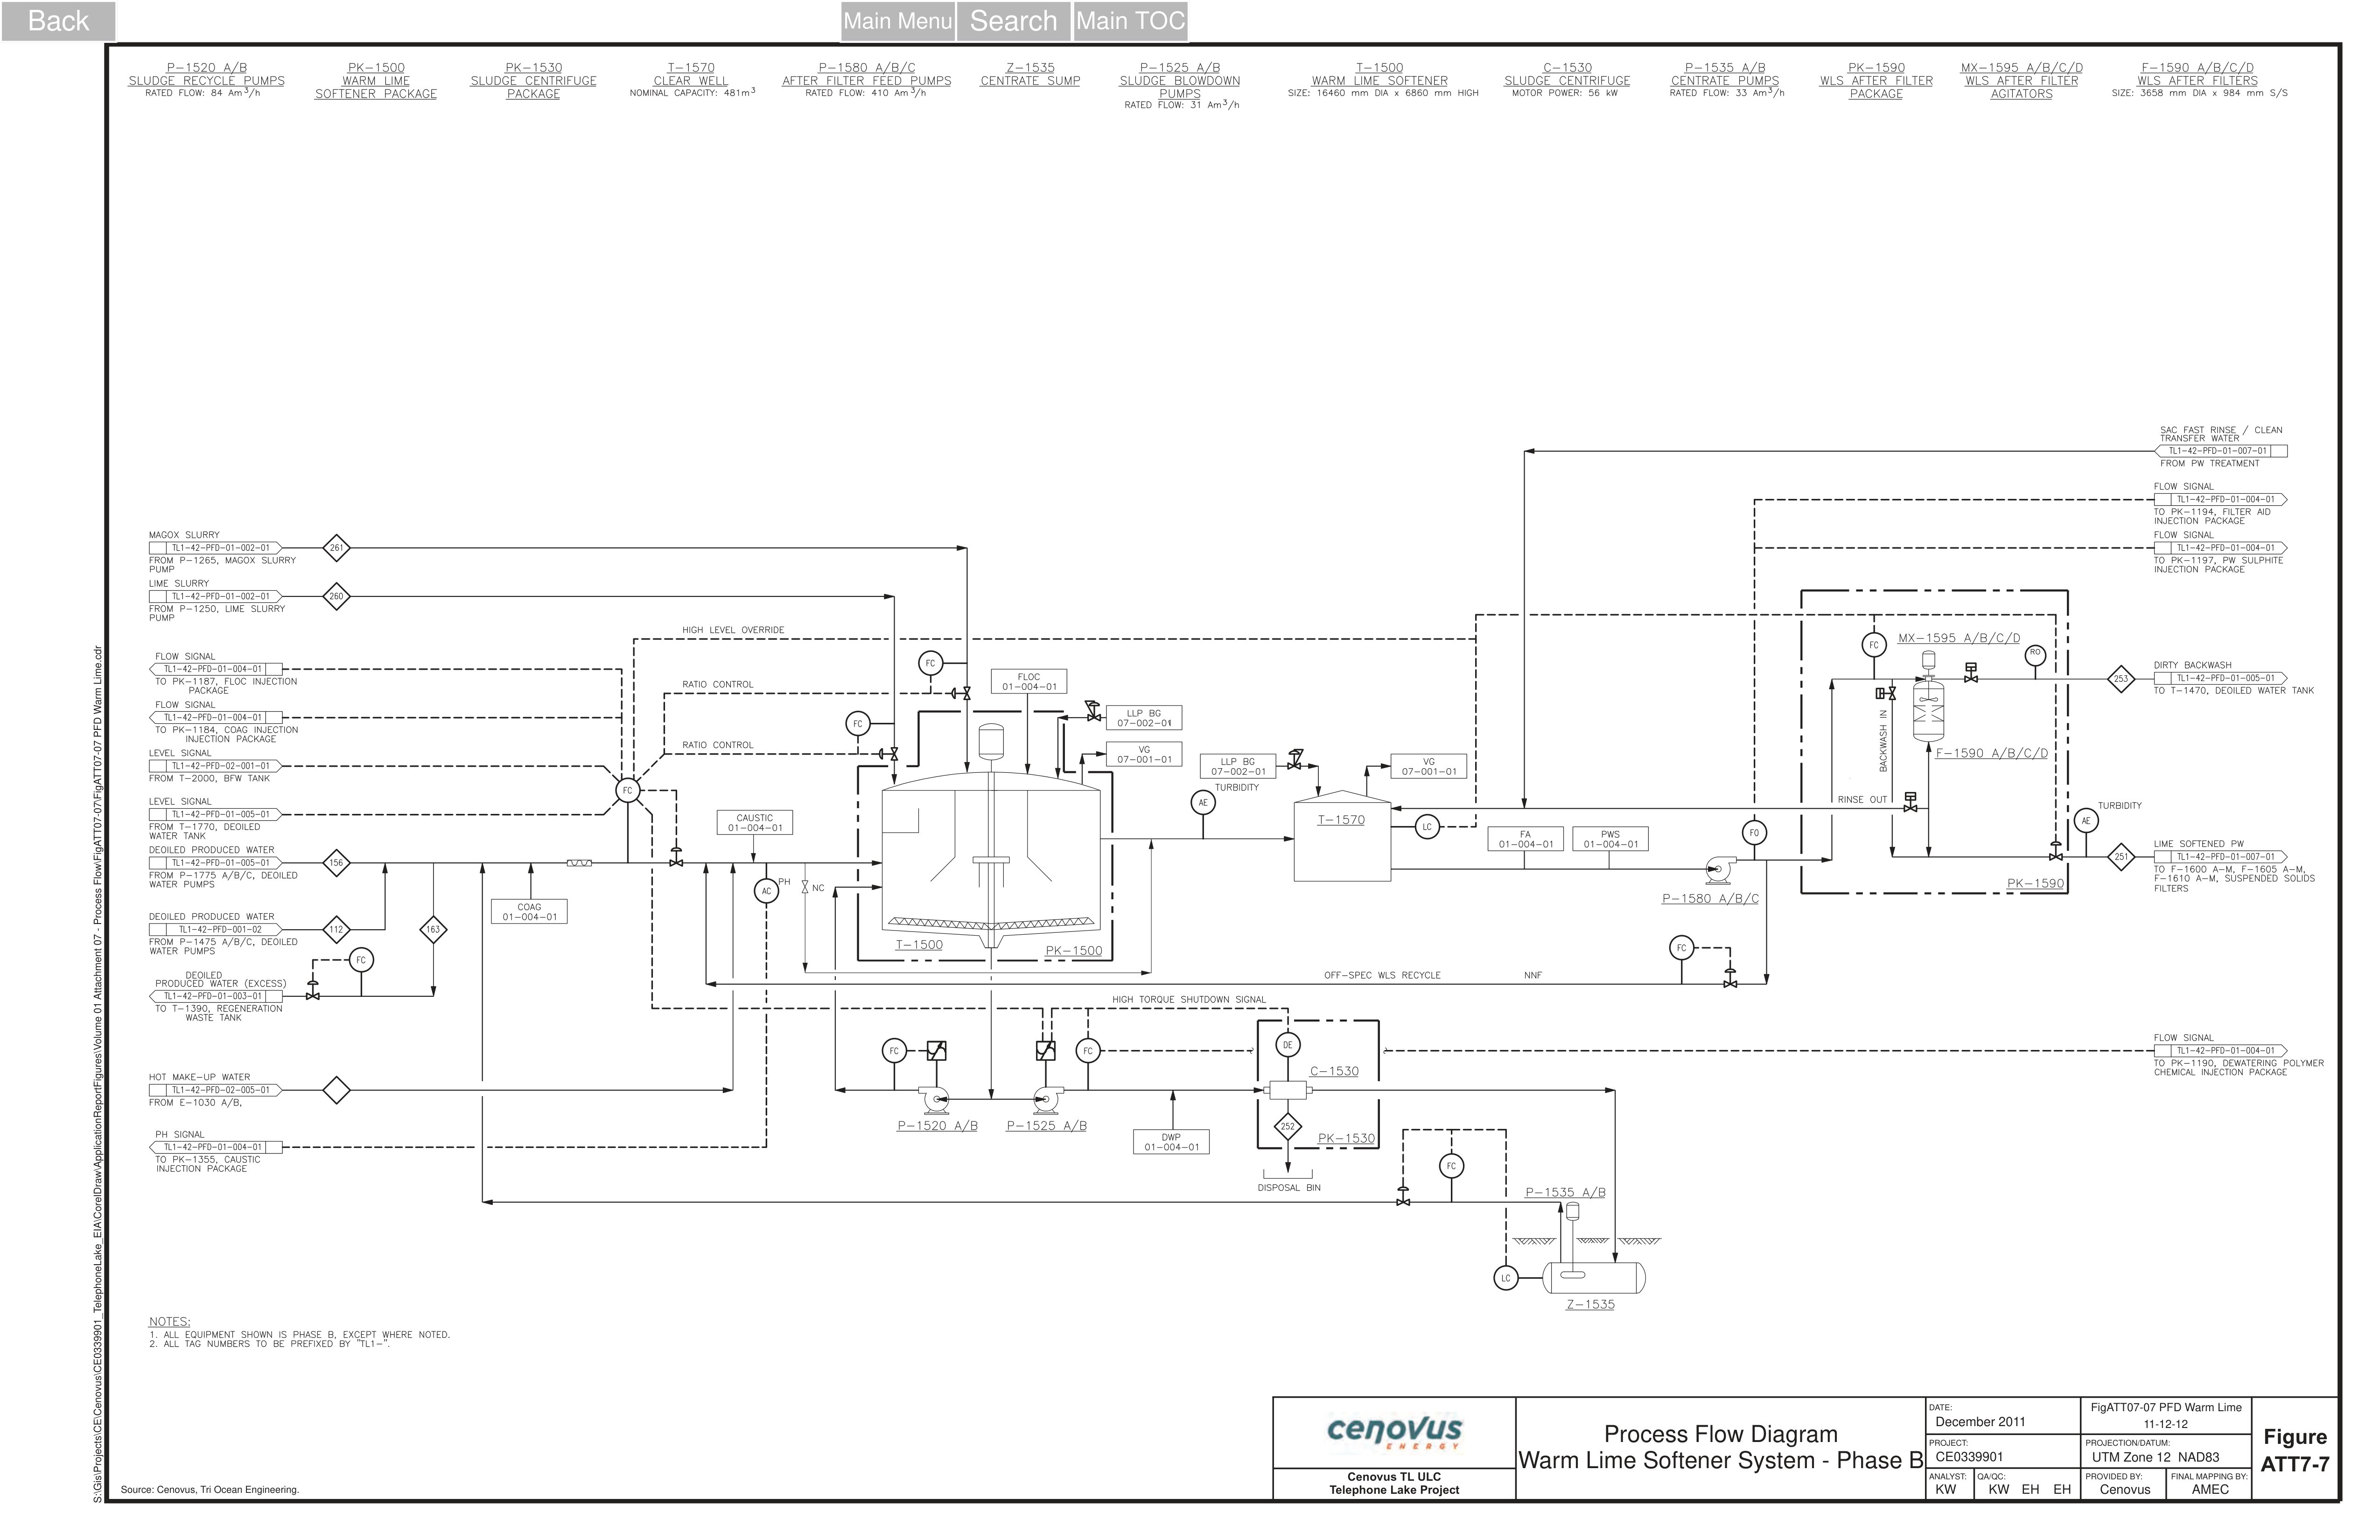 Back
Main Menu
Search
Main TOC
P-1520 A/B
SLUDGE RECYCLE PUMPS
RATED FLOW: 84 Am³/h
PK-1500
WARM LIME
SOFTENER PACKAGE
PK-1530
SLUDGE CENTRIFUGE
PACKAGE
T-1570
CLEAR WELL
NOMINAL CAPACITY: 481m³
P-1580 A/B/C
AFTER FILTER FEED PUMPS
RATED FLOW: 410 Am³/h
Z-1535
CENTRATE SUMP
P-1525 A/B
SLUDGE BLOWDOWN
PUMPS
RATED FLOW: 31 Am³/h
T-1500
WARM LIME SOFTENER
SIZE: 16460 mm DIA x 6860 mm HIGH
C-1530
SLUDGE CENTRIFUGE
MOTOR POWER: 56 kW
P-1535 A/B
CENTRATE PUMPS
RATED FLOW: 33 Am³/h
PK-1590
WLS AFTER FILTER
PACKAGE
MX-1595 A/B/C/D
WLS AFTER FILTER
AGITATORS
F-1590 A/B/C/D
WLS AFTER FILTERS
SIZE: 3658 mm DIA x 984 mm S/S
SAC FAST RINSE / CLEAN
TRANSFER WATER
TL1-42-PFD-01-007-01
FROM PW TREATMENT
FLOW SIGNAL
TL1-42-PFD-01-004-01
TO PK-1194, FILTER AID
INJECTION PACKAGE
FLOW SIGNAL
TL1-42-PFD-01-004-01
TO PK-1197, PW SULPHITE
INJECTION PACKAGE
MAGOX SLURRY
TL1-42-PFD-01-002-01
261
FROM P-1265, MAGOX SLURRY
PUMP
LIME SLURRY
TL1-42-PFD-01-002-01
260
FROM P-1250, LIME SLURRY
PUMP
FLOW SIGNAL
TL1-42-PFD-01-004-01
TO PK-1187, FLOC INJECTION
PACKAGE
FLOW SIGNAL
TL1-42-PFD-01-004-01
TO PK-1184, COAG INJECTION
INJECTION PACKAGE
LEVEL SIGNAL
TL1-42-PFD-02-001-01
FROM T-2000, BFW TANK
LEVEL SIGNAL
TL1-42-PFD-01-005-01
FROM T-1770, DEOILED
WATER TANK
DEOILED PRODUCED WATER
TL1-42-PFD-01-005-01
156
FROM P-1775 A/B/C, DEOILED
WATER PUMPS
DEOILED PRODUCED WATER
TL1-42-PFD-001-02
112
163
FROM P-1475 A/B/C, DEOILED
WATER PUMPS
FC
DEOILED
PRODUCED WATER (EXCESS)
TL1-42-PFD-01-003-01
TO T-1390, REGENERATION
WASTE TANK
HOT MAKE-UP WATER
TL1-42-PFD-02-005-01
FROM E-1030 A/B,
PH SIGNAL
TL1-42-PFD-01-004-01
TO PK-1355, CAUSTIC
INJECTION PACKAGE
HIGH LEVEL OVERRIDE
RATIO CONTROL
FC
RATIO CONTROL
FC
FC
FLOC
01-004-01
LLP BG
07-002-01
VG
07-001-01
CAUSTIC
01-004-01
COAG
01-004-01
AC
PH
NC
T-1500
PK-1500
LLP BG
07-002-01
VG
07-001-01
TURBIDITY
AE
T-1570
LC
FA
01-004-01
PWS
01-004-01
FO
P-1580 A/B/C
FC
OFF-SPEC WLS RECYCLE
NNF
FC
MX-1595 A/B/C/D
RO
253
DIRTY BACKWASH
TL1-42-PFD-01-005-01
TO T-1470, DEOILED WATER TANK
BACKWASH IN
F-1590 A/B/C/D
RINSE OUT
TURBIDITY
AE
PK-1590
251
LIME SOFTENED PW
TL1-42-PFD-01-007-01
TO F-1600 A-M, F-1605 A-M,
F-1610 A-M, SUSPENDED SOLIDS
FILTERS
HIGH TORQUE SHUTDOWN SIGNAL
FC
P-1520 A/B
P-1525 A/B
FC
DE
C-1530
252
PK-1530
DISPOSAL BIN
DWP
01-004-01
FLOW SIGNAL
TL1-42-PFD-01-004-01
TO PK-1190, DEWATERING POLYMER
CHEMICAL INJECTION PACKAGE
FC
P-1535 A/B
LC
Z-1535
NOTES:
1. ALL EQUIPMENT SHOWN IS PHASE B, EXCEPT WHERE NOTED.
2. ALL TAG NUMBERS TO BE PREFIXED BY "TL1-".
S:\Gis\Projects\CE\Cenovus\CE0339901_TelephoneLake_EIA\CorelDraw\ApplicationReportFigures\Volume 01 Attachment 07 - Process Flow\FigATT07-07\FigATT07-07 PFD Warm Lime.cdr
Source: Cenovus, Tri Ocean Engineering.
cenovus
ENERGY
Cenovus TL ULC
Telephone Lake Project
Process Flow Diagram
Warm Lime Softener System - Phase B
DATE:
December 2011
FigATT07-07 PFD Warm Lime
11-12-12
PROJECT:
CE0339901
PROJECTION/DATUM:
UTM Zone 12 NAD83
ANALYST:
KW
QA/QC:
KW EH EH
PROVIDED BY:
Cenovus
FINAL MAPPING BY:
AMEC
Figure
ATT7-7